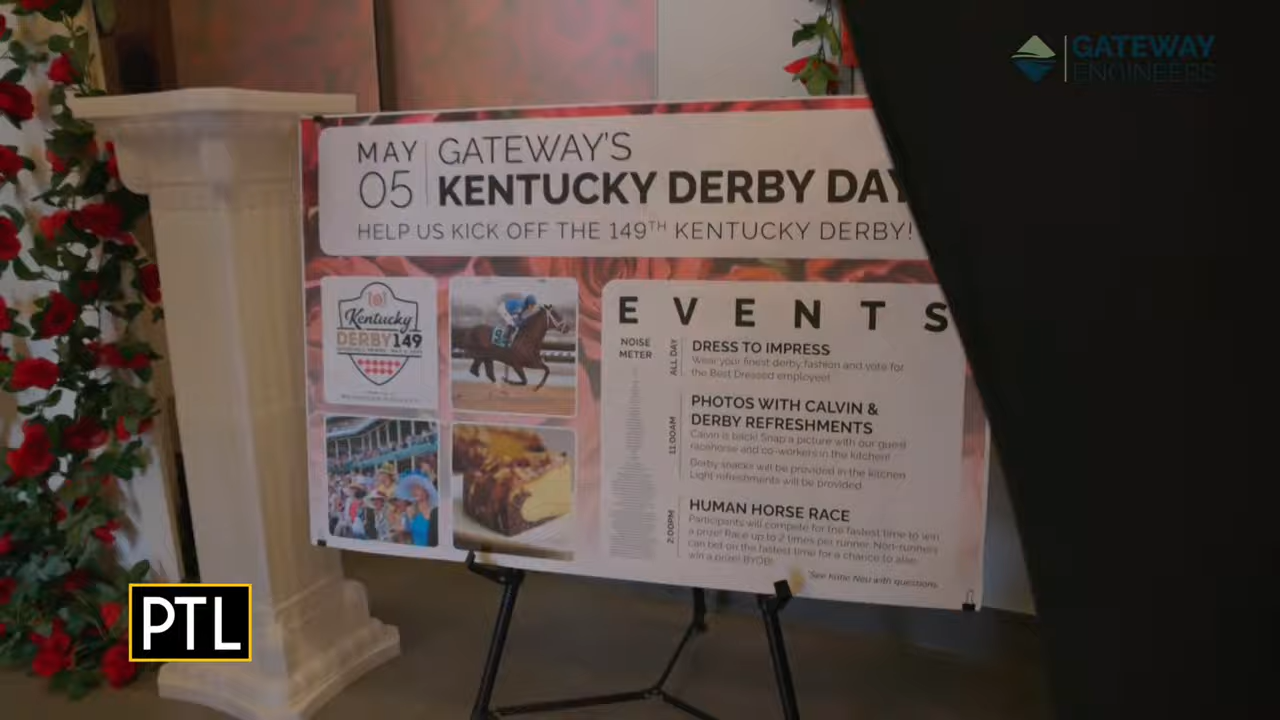 GATEWAY
ENGINEERS
MAY
05
GATEWAY'S
KENTUCKY DERBY DAY
HELP US KICK OFF THE 149TH KENTUCKY DERBY!
Kentucky
DERBY 149
EVENTS
NOISE
METER
ALL DAY
DRESS TO IMPRESS
Wear your finest derby fashion and vote for
the Best Dressed employee!
11:00AM
PHOTOS WITH CALVIN &
DERBY REFRESHMENTS
Calvin is back! Snap a picture with our guest
racehorse and co-workers in the kitchen!
Derby snacks will be provided in the kitchen
Light refreshments will be provided
2:00PM
HUMAN HORSE RACE
Participants will compete for the fastest time to win
a prize! Race up to 2 times per runner. Non-runners
can bet on the fastest time for a chance to also
win a prize! BYOB!
*See Katie Neu with questions.
PTL